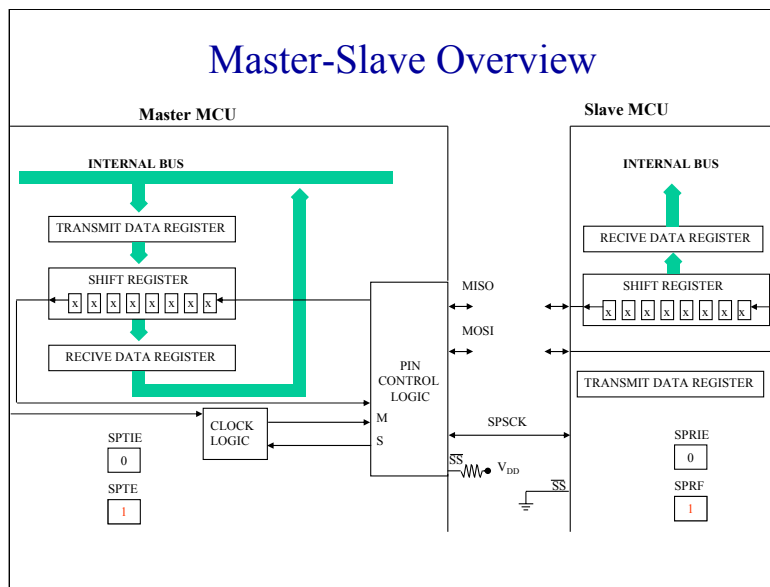 Master-Slave Overview
Master MCU
Slave MCU
INTERNAL BUS
INTERNAL BUS
TRANSMIT DATA REGISTER
RECIVE DATA REGISTER
SHIFT REGISTER
x x x x x x x x
SHIFT REGISTER
x x x x x x x x
MISO
MOSI
RECIVE DATA REGISTER
PIN
CONTROL
LOGIC
TRANSMIT DATA REGISTER
M
S
CLOCK
LOGIC
SPSCK
SPTIE
0
SPRIE
0
SS
VDD
SS
SPTE
1
SPRF
1